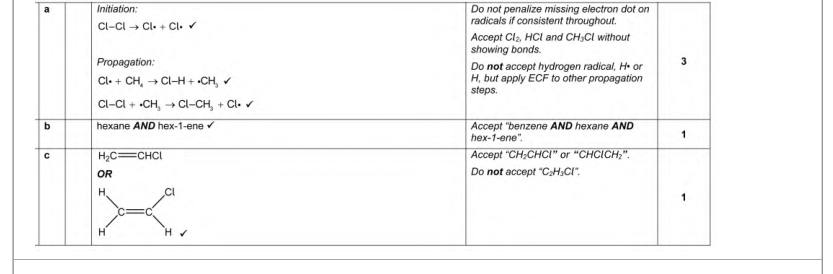 a
Initiation:
Cl–Cl → Cl• + Cl• ✓
Propagation:
Cl• + CH₄ → Cl–H + •CH₃ ✓
Cl–Cl + •CH₃ → Cl–CH₃ + Cl• ✓
Do not penalize missing electron dot on
radicals if consistent throughout.
Accept Cl₂, HCl and CH₃Cl without
showing bonds.
Do not accept hydrogen radical, H• or
H, but apply ECF to other propagation
steps.
3
b
hexane AND hex-1-ene ✓
Accept “benzene AND hexane AND
hex-1-ene”.
1
c
H₂C=CHCl
OR
H Cl
C=C
H H ✓
Accept “CH₂CHCl” or “CHClCH₂”.
Do not accept “C₂H₃Cl”.
1